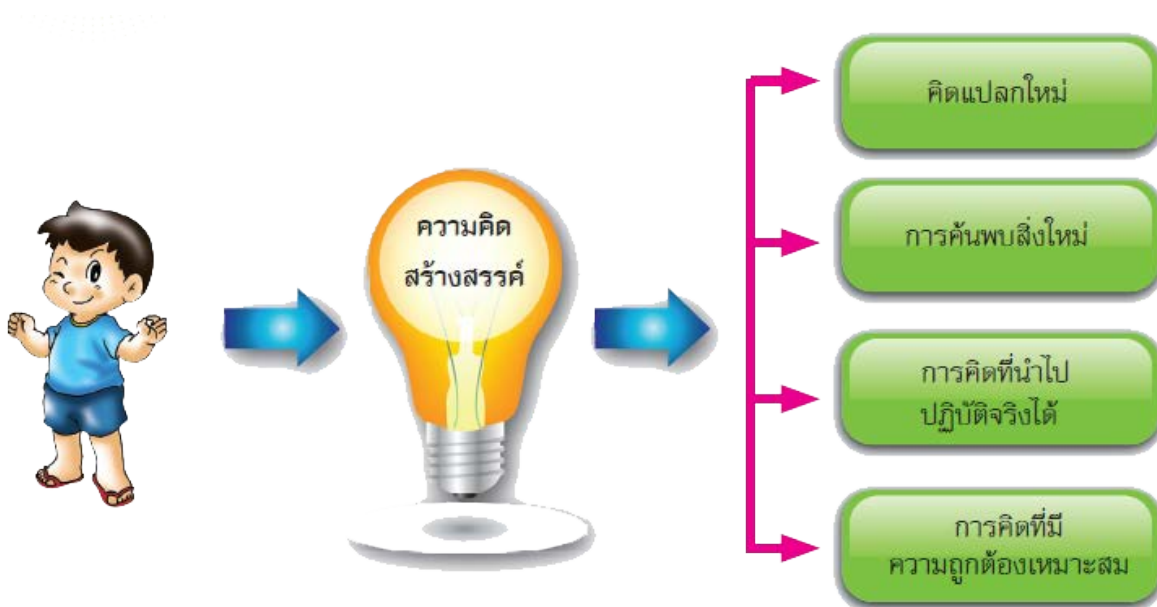 ความคิด
สร้างสรรค์
คิดแปลกใหม่
การค้นพบสิ่งใหม่
การคิดที่นำไป
ปฏิบัติจริงได้
การคิดที่มี
ความถูกต้องเหมาะสม